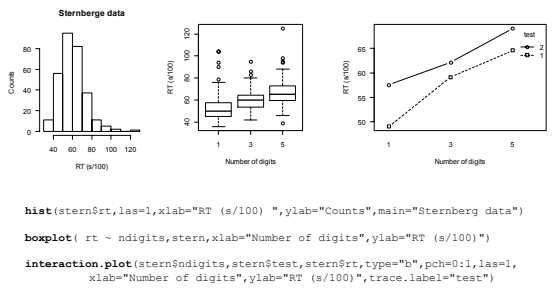 Sternberge data
Counts
80
60
40
20
0
40 60 80 100 120
RT (s/100)
RT (s/100)
120
100
80
60
40
1 3 5
Number of digits
RT (s/100)
65
60
55
50
1 3 5
Number of digits
test
2
1
hist(stern$rt,las=1,xlab="RT (s/100) ",ylab="Counts",main="Sternberg data")
boxplot( rt ~ ndigits,stern,xlab="Number of digits",ylab="RT (s/100)")
interaction.plot(stern$ndigits,stern$test,stern$rt,type="b",pch=0:1,las=1,
xlab="Number of digits",ylab="RT (s/100)",trace.label="test")